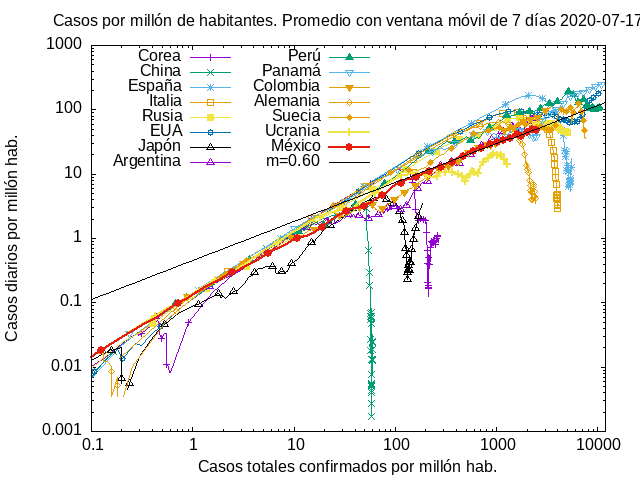 Casos por millón de habitantes. Promedio con ventana móvil de 7 días 2020-07-17
1000
100
10
1
0.1
0.01
0.001
0.1
1
10
100
1000
10000
Casos diarios por millón hab.
Casos totales confirmados por millón hab.
Corea
China
España
Italia
Rusia
EUA
Japón
Argentina
Perú
Panamá
Colombia
Alemania
Suecia
Ucrania
México
m=0.60